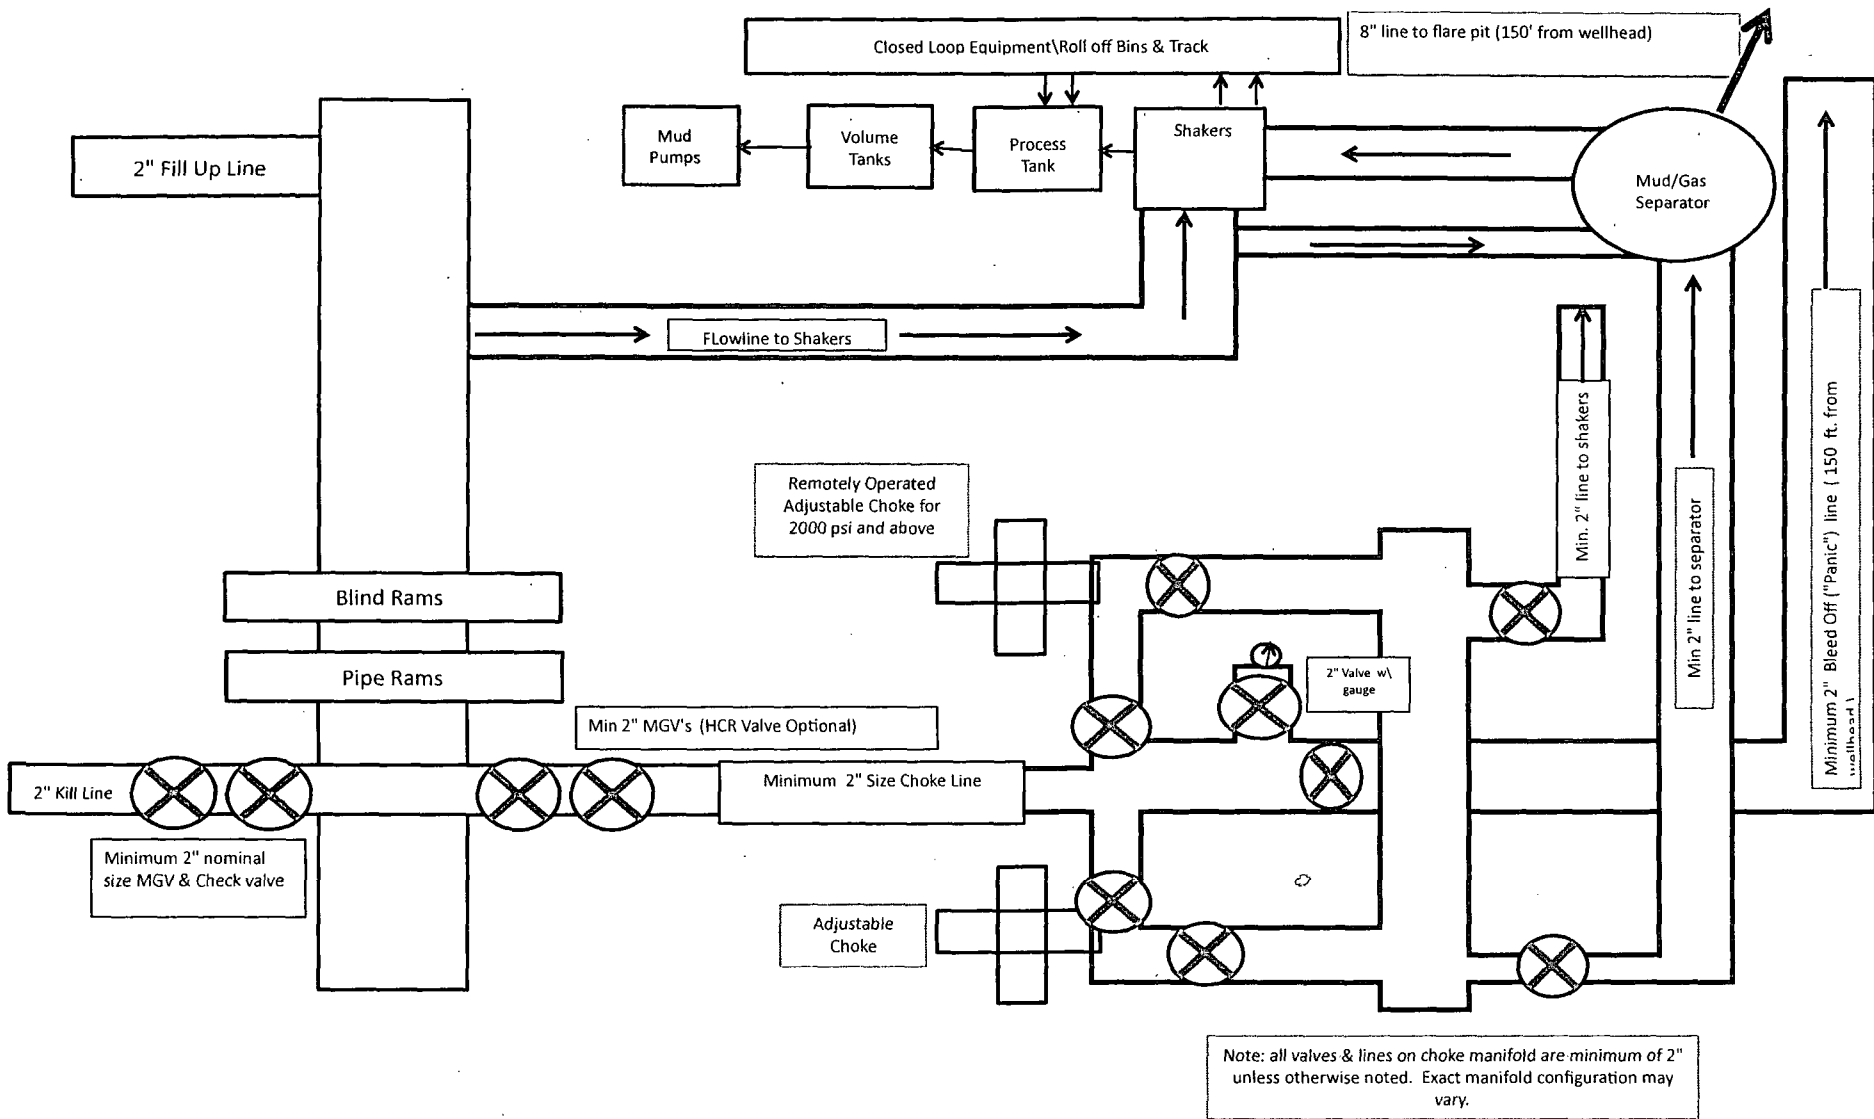 Closed Loop Equipment\Roll off Bins & Track
8" line to flare pit (150' from wellhead)
2" Fill Up Line
Mud
Pumps
Volume
Tanks
Process
Tank
Shakers
Mud/Gas
Separator
FLowline to Shakers
Min. 2" line to shakers
Min 2" line to separator
Minimum 2" Bleed Off ("Panic") line ( 150 ft. from
wellhead)
Remotely Operated
Adjustable Choke for
2000 psi and above
Blind Rams
Pipe Rams
2" Valve w\
gauge
Min 2" MGV's (HCR Valve Optional)
2" Kill Line
Minimum 2" Size Choke Line
Minimum 2" nominal
size MGV & Check valve
Adjustable
Choke
Note: all valves & lines on choke manifold are minimum of 2"
unless otherwise noted. Exact manifold configuration may
vary.